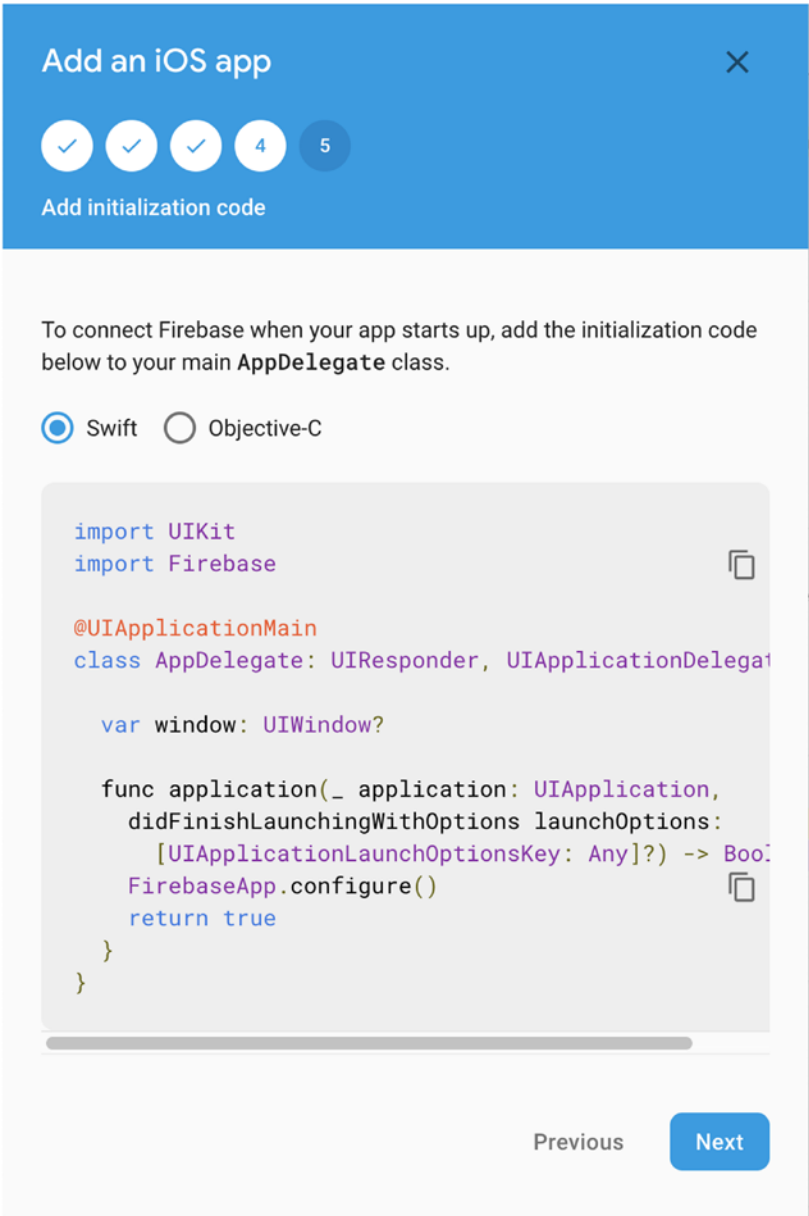 Add an iOS app
4 5
Add initialization code
To connect Firebase when your app starts up, add the initialization code
below to your main AppDelegate class.
Swift Objective-C
import UIKit
import Firebase
@UIApplicationMain
class AppDelegate: UIResponder, UIApplicationDelegat
var window: UIWindow?
func application(_ application: UIApplication,
didFinishLaunchingWithOptions launchOptions:
[UIApplicationLaunchOptionsKey: Any]?) -> Bool
FirebaseApp.configure()
return true
}
}
Previous Next